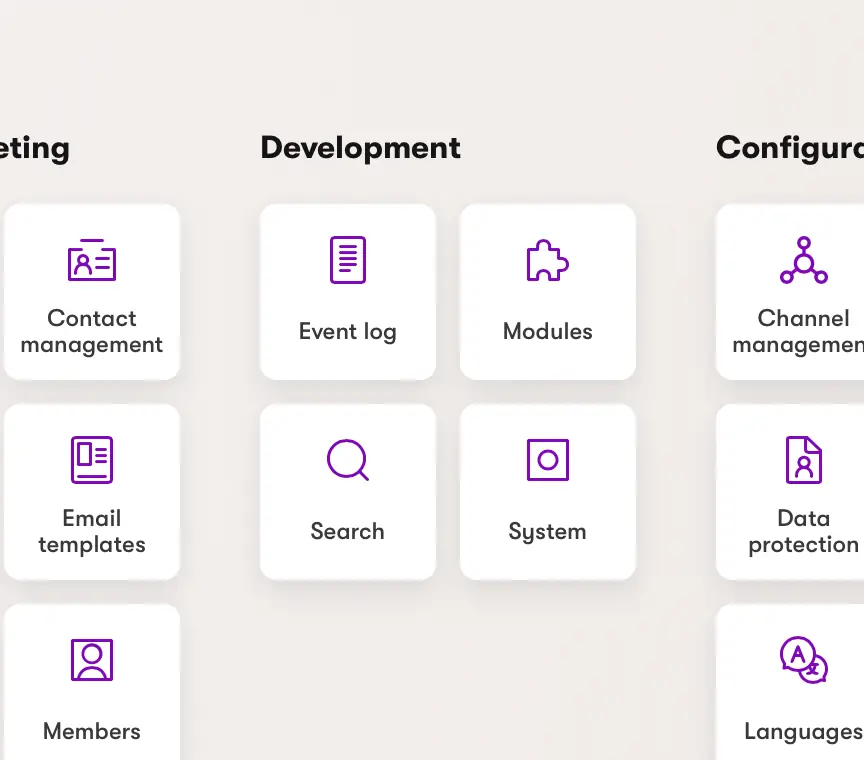 eting
Contact
management
Email
templates
Members
Development
Event log
Modules
Search
System
Configura
Channel
managemen
Data
protection
Languages